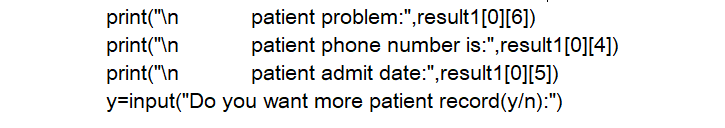 print("\n            patient problem:",result1[0][6])
print("\n            patient phone number is:",result1[0][4])
print("\n            patient admit date:",result1[0][5])
y=input("Do you want more patient record(y/n):")